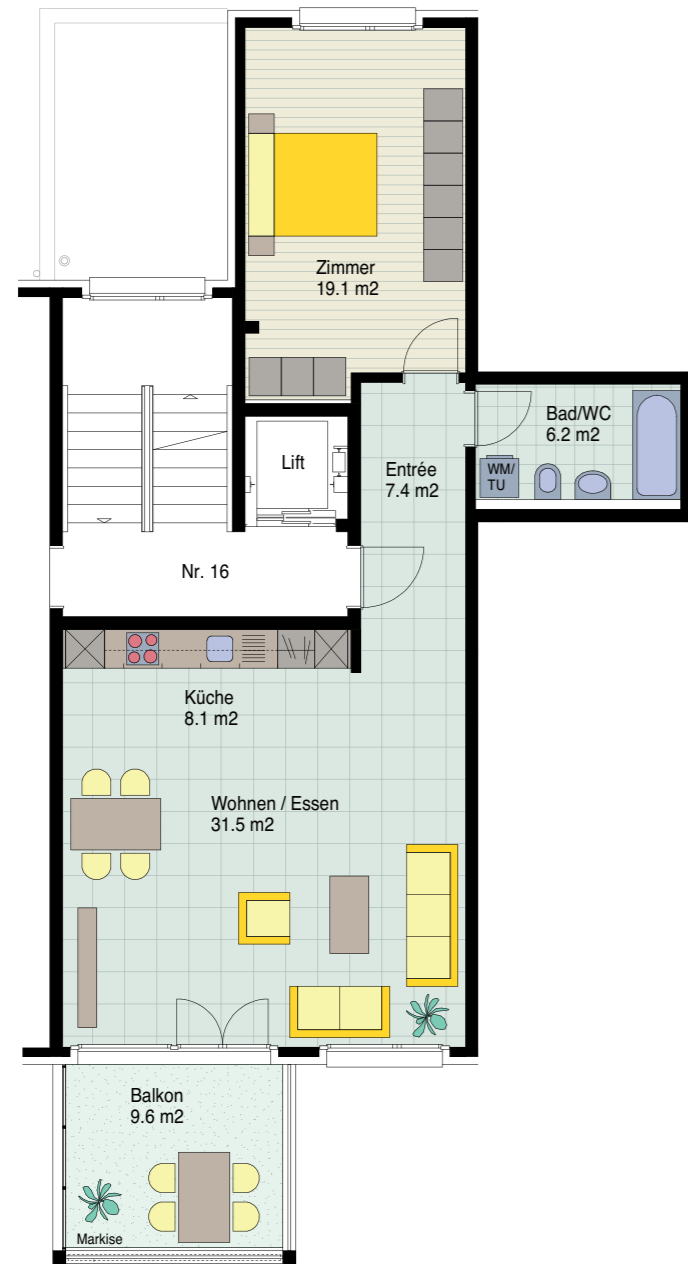 Zimmer
19.1 m2
Bad/WC
6.2 m2
Lift
Entrée
7.4 m2
WM/
TU
Nr. 16
Küche
8.1 m2
Wohnen / Essen
31.5 m2
Balkon
9.6 m2
Markise